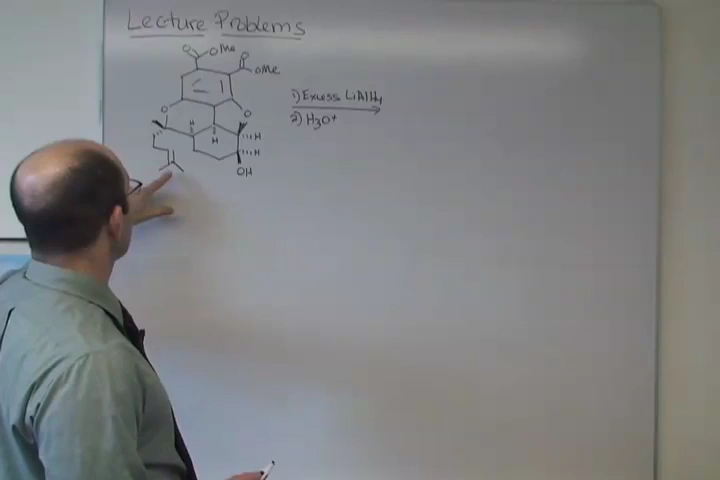 Lecture Problems
O OMe
O OMe
1) Excess LiAlH4
2) H3O+
O O
H H
H H
OH